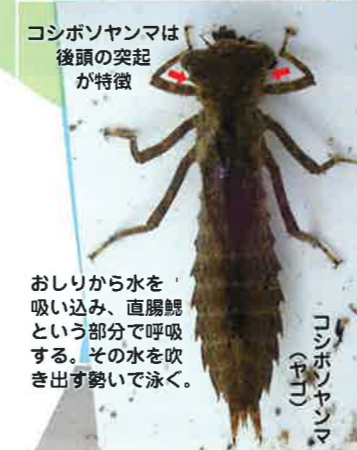 コシボソヤンマは
後頭の突起
が特徴
おしりから水を
吸い込み、直腸鰓
という部分で呼吸
する。その水を吹
き出す勢いで泳ぐ。
コシボソヤンマ
（ヤゴ）